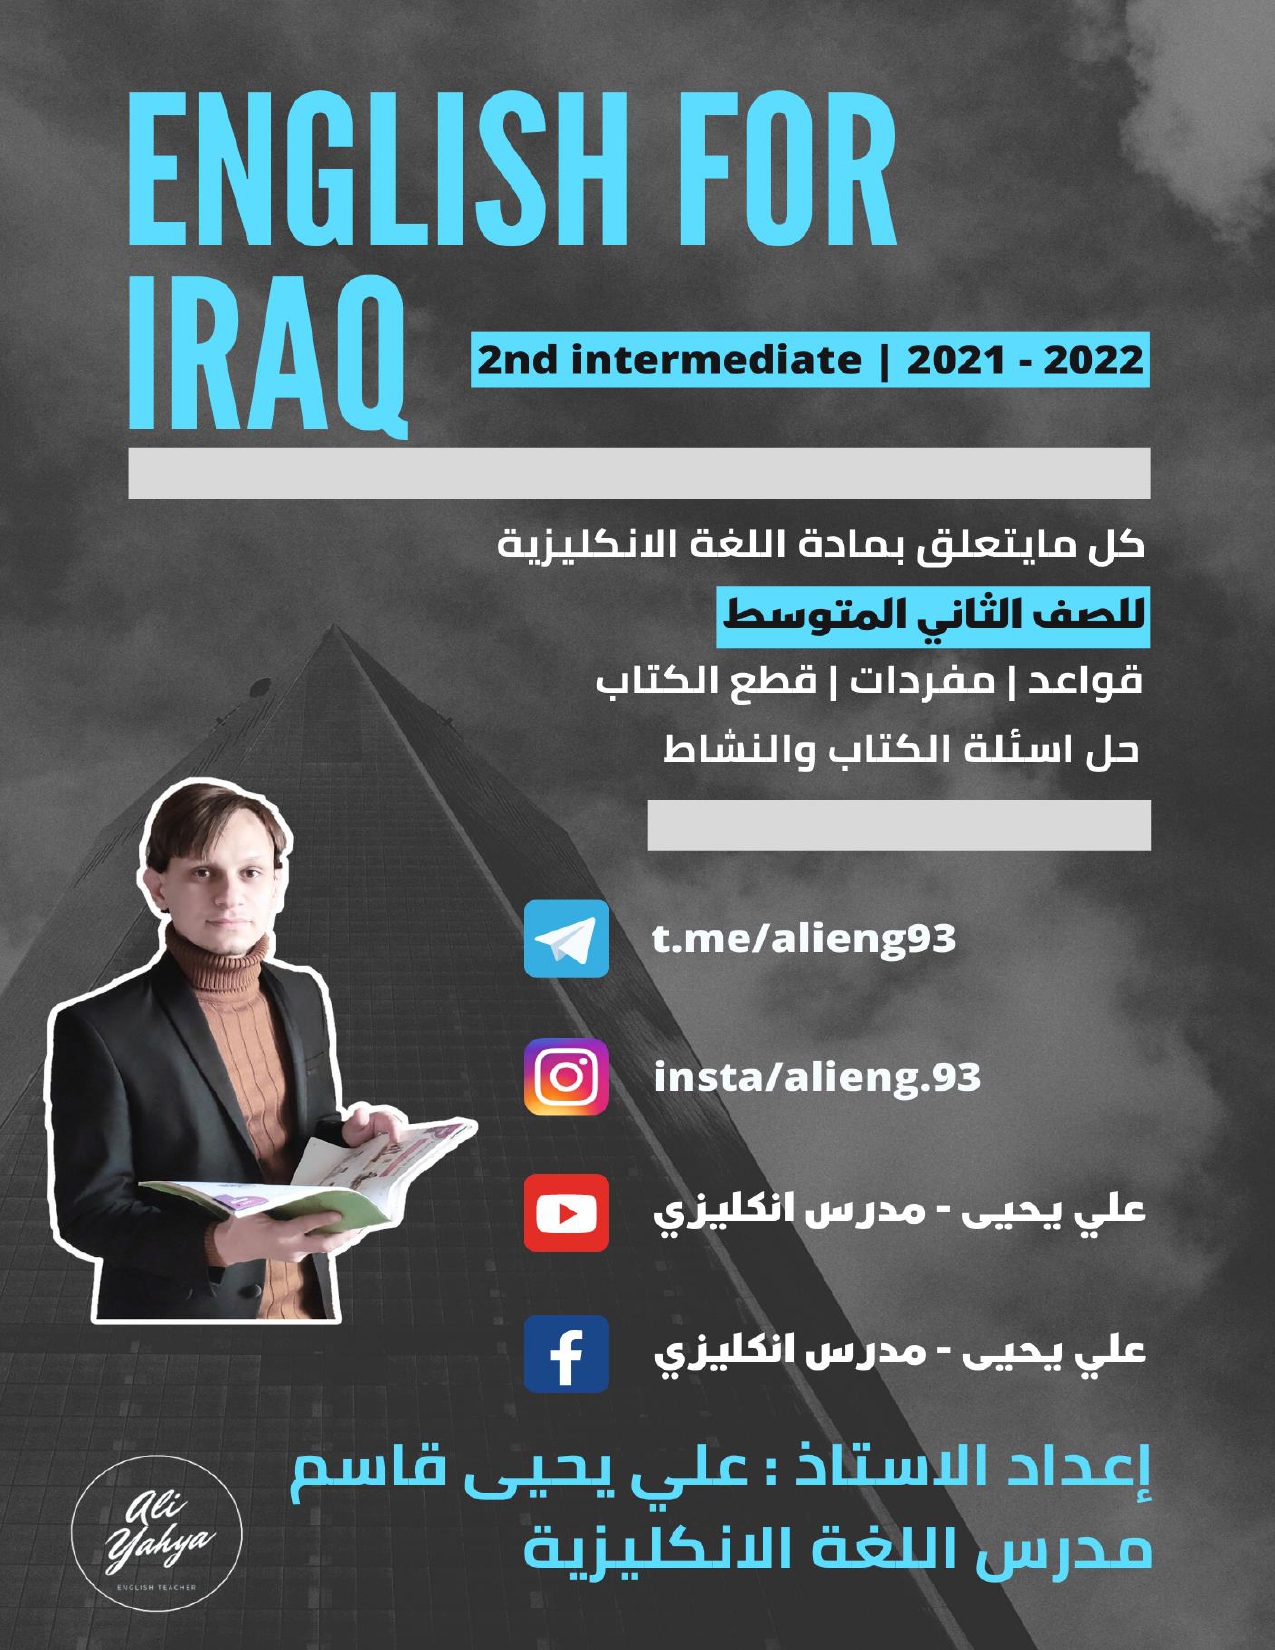 ENGLISH FOR
IRAQ
2nd intermediate | 2021 - 2022
كل مايتعلق بمادة اللغة الانكليزية
للصف الثاني المتوسط
قواعد | مفردات | قطع الكتاب
حل اسئلة الكتاب والنشاط
t.me/alieng93
insta/alieng.93
علي يحيى - مدرس انكليزي
علي يحيى - مدرس انكليزي
إعداد الاستاذ : علي يحيى قاسم
مدرس اللغة الانكليزية
Ali
Yahya
ENGLISH TEACHER